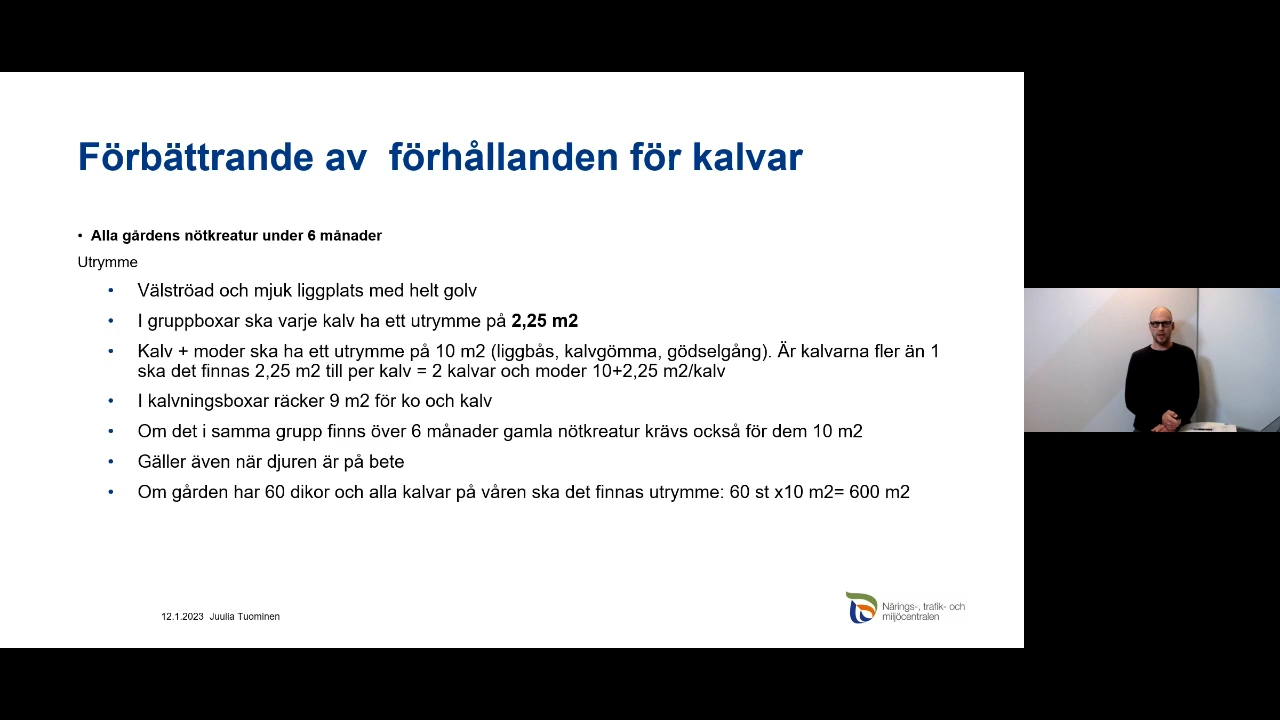 Förbättrande av  förhållanden för kalvar
• Alla gårdens nötkreatur under 6 månader
Utrymme
• Välströad och mjuk liggplats med helt golv
• I gruppboxar ska varje kalv ha ett utrymme på 2,25 m2
• Kalv + moder ska ha ett utrymme på 10 m2 (liggbås, kalvgömma, gödselgång). Är kalvarna fler än 1
ska det finnas 2,25 m2 till per kalv = 2 kalvar och moder 10+2,25 m2/kalv
• I kalvningsboxar räcker 9 m2 för ko och kalv
• Om det i samma grupp finns över 6 månader gamla nötkreatur krävs också för dem 10 m2
• Gäller även när djuren är på bete
• Om gården har 60 dikor och alla kalvar på våren ska det finnas utrymme: 60 st x10 m2= 600 m2
12.1.2023  Juulia Tuominen
Närings-, trafik- och
miljöcentralen